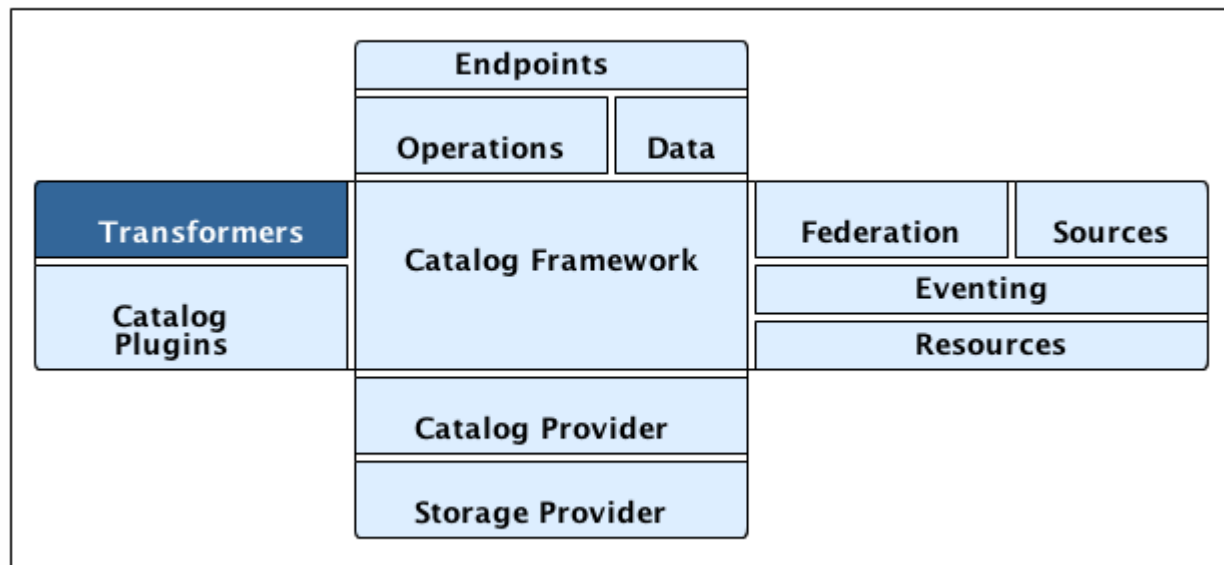 Endpoints
Operations
Data
Transformers
Catalog
Plugins
Catalog Framework
Federation
Sources
Eventing
Resources
Catalog Provider
Storage Provider